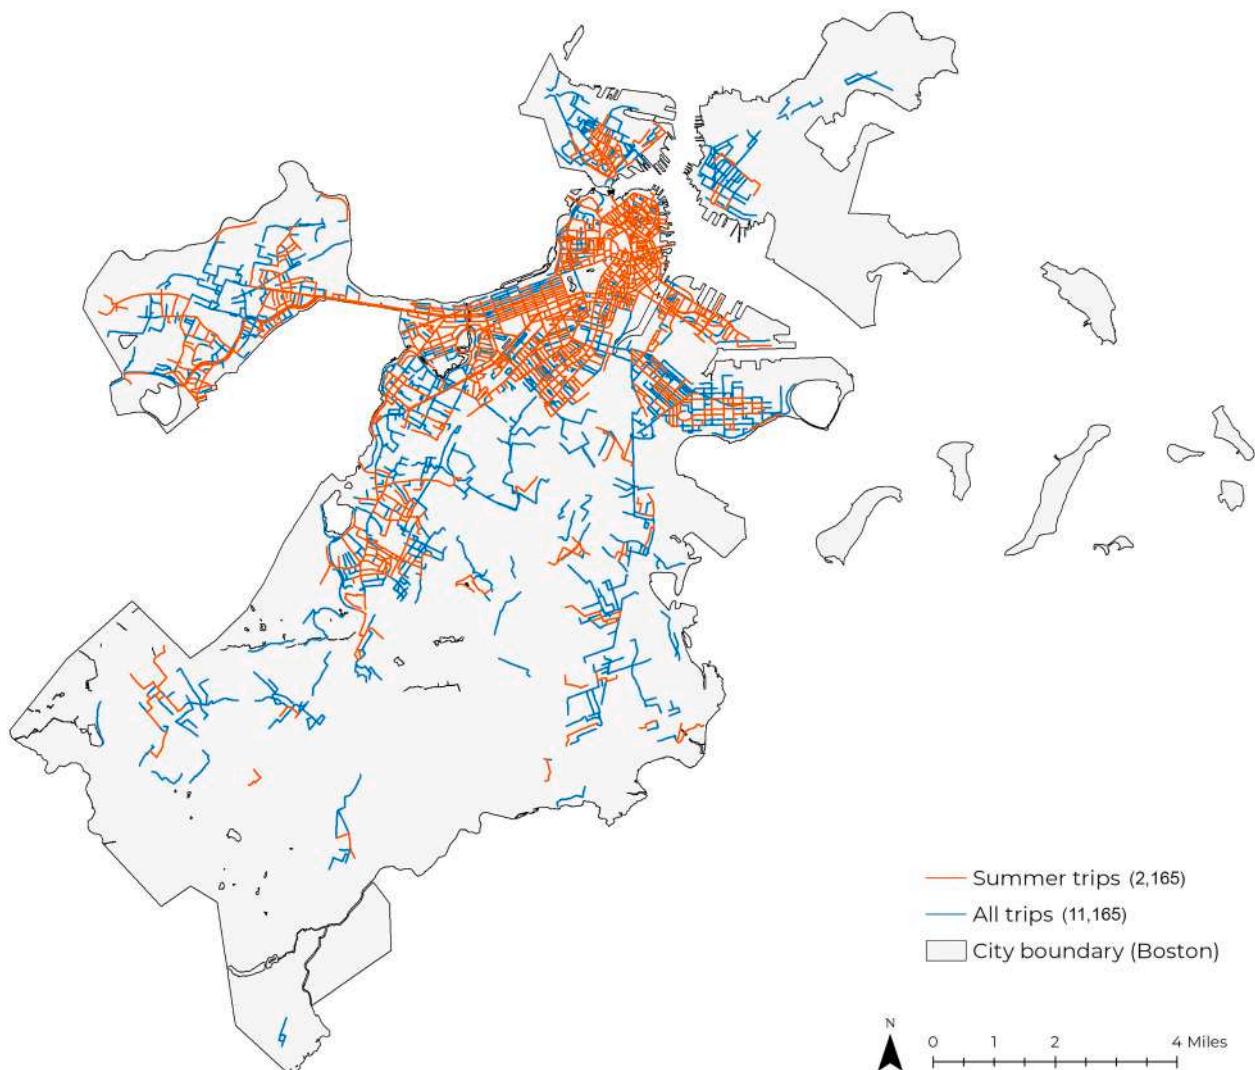 Summer trips (2,165)
All trips (11,165)
City boundary (Boston)
N
0 1 2 4 Miles